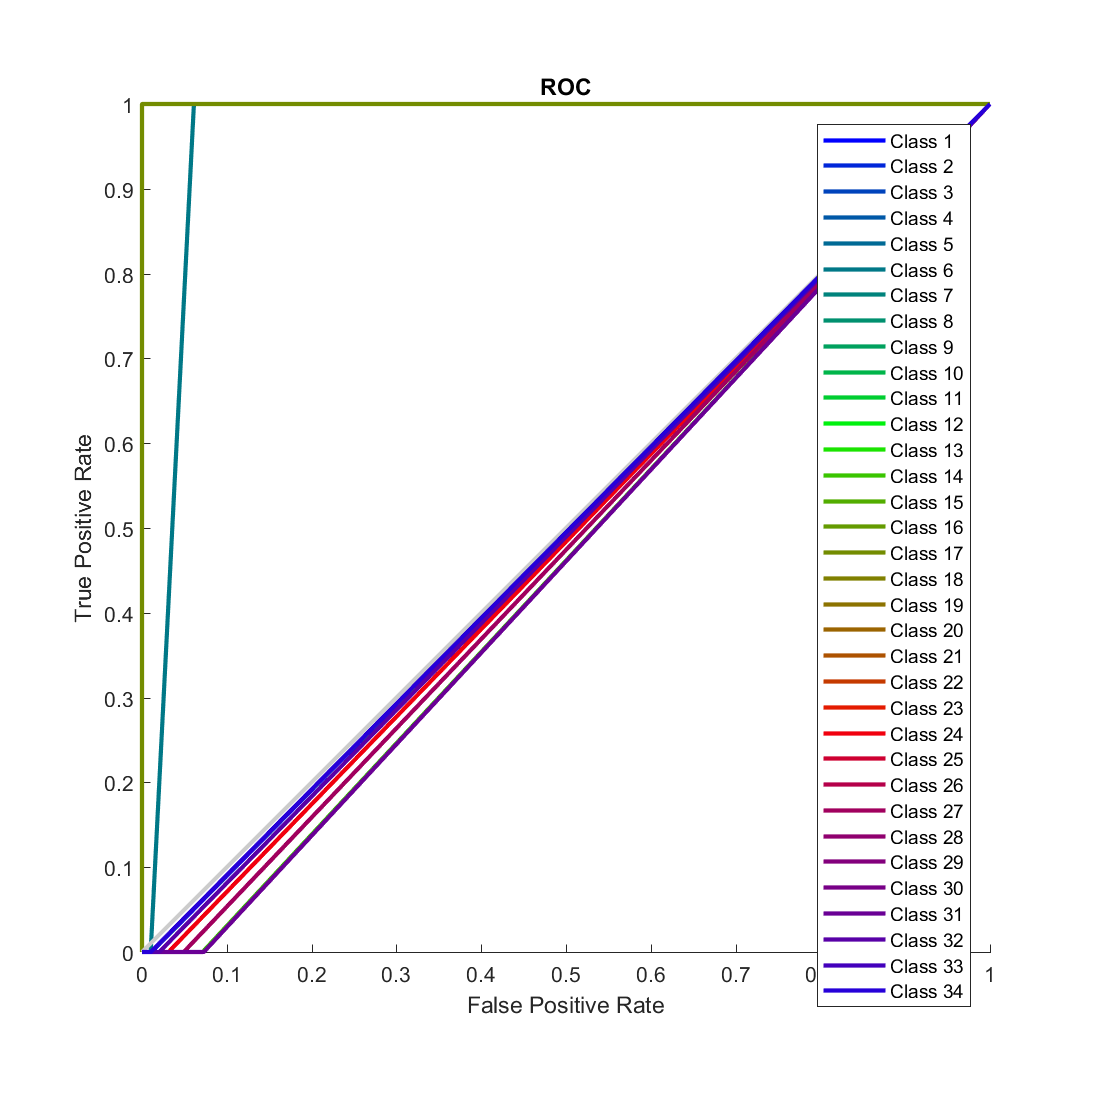 ROC
1
0.9
0.8
0.7
0.6
0.5
0.4
0.3
0.2
0.1
0
True Positive Rate
Class 1
Class 2
Class 3
Class 4
Class 5
Class 6
Class 7
Class 8
Class 9
Class 10
Class 11
Class 12
Class 13
Class 14
Class 15
Class 16
Class 17
Class 18
Class 19
Class 20
Class 21
Class 22
Class 23
Class 24
Class 25
Class 26
Class 27
Class 28
Class 29
Class 30
Class 31
Class 32
Class 33
Class 34
0 0.1 0.2 0.3 0.4 0.5 0.6 0.7 1
False Positive Rate